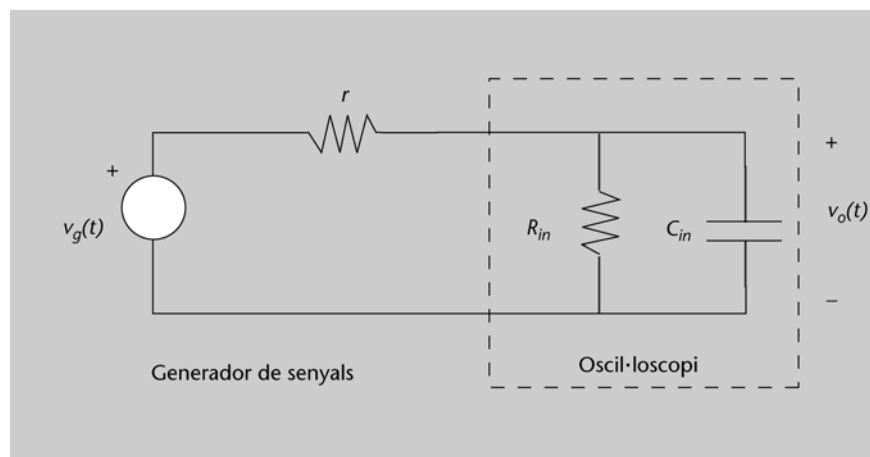 r
+
v_g(t)
R_in
C_in
+
v_o(t)
–
Generador de senyals
Oscil·loscopi